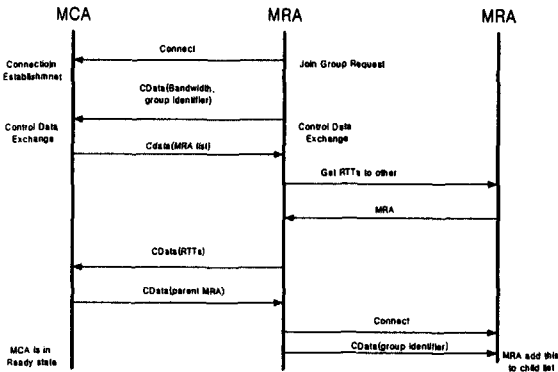 MCA MRA MRA
Connect
Connectioin
Establishmnet
Join Group Request
CData(Bandwidth,
group identifier)
Control Data
Exchange
Control Data
Exchange
Cdata(MRA list)
Get RTTs to other
MRA
CData(RTTs)
CData(parent MRA)
Connect
MCA is in
Ready state
CData(group identifier)
MRA add this
to child list